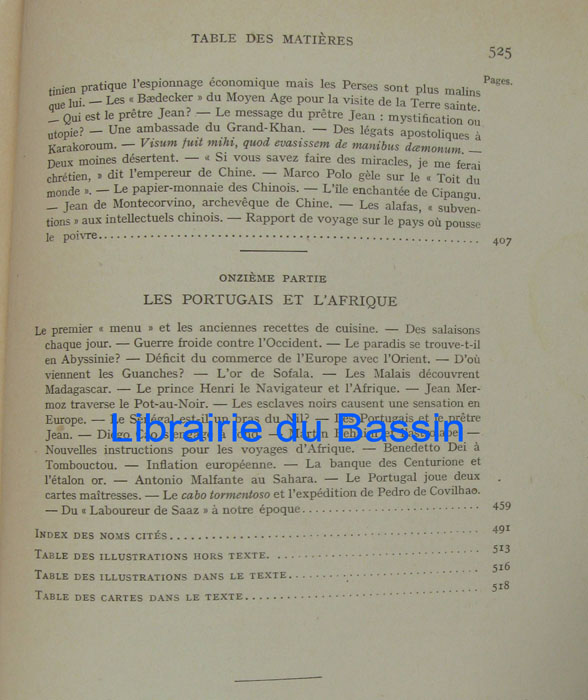 TABLE DES MATIÈRES
525
Pages.
tinien pratique l'espionnage économique mais les Perses sont plus malins
que lui. — Les « Bædecker » du Moyen Age pour la visite de la Terre sainte.
— Qui est le prêtre Jean? — Le message du prêtre Jean : mystification ou
utopie? — Une ambassade du Grand-Khan. — Des légats apostoliques à
Karakoroum. — Visum fuit mihi, quod evasissem de manibus dæmonum. —
Deux moines désertent. — « Si vous savez faire des miracles, je me ferai
chrétien, » dit l'empereur de Chine. — Marco Polo gèle sur le « Toit du
monde ». — Le papier-monnaie des Chinois. — L'île enchantée de Cipangu.
— Jean de Montecorvino, archevêque de Chine. — Les alafas, « subven-
tions » aux intellectuels chinois. — Rapport de voyage sur le pays où pousse
le poivre. 407
ONZIÈME PARTIE
LES PORTUGAIS ET L'AFRIQUE
Le premier « menu » et les anciennes recettes de cuisine. — Des salaisons
chaque jour. — Guerre froide contre l'Occident. — Le paradis se trouve-t-il
en Abyssinie? — Déficit du commerce de l'Europe avec l'Orient. — D'où
viennent les Guanches? — L'or de Sofala. — Les Malais découvrent
Madagascar. — Le prince Henri le Navigateur et l'Afrique. — Jean Mer-
moz traverse le Pot-au-Noir. — Les esclaves noirs causent une sensation en
Europe. — Le Sénégal est-il un bras du Nil? — Les Portugais et le prêtre
Jean. — Diego —
Librairie du Bassin
Nouvelles instructions pour les voyages d'Afrique. — Benedetto Dei à
Tombouctou. — Inflation européenne. — La banque des Centurione et
l'étalon or. — Antonio Malfante au Sahara. — Le Portugal joue deux
cartes maîtresses. — Le cabo tormentoso et l'expédition de Pedro de Covilhao.
— Du « Laboureur de Saaz » à notre époque. 459
INDEX DES NOMS CITÉS. 491
TABLE DES ILLUSTRATIONS HORS TEXTE. 513
TABLE DES ILLUSTRATIONS DANS LE TEXTE. 516
TABLE DES CARTES DANS LE TEXTE. 518